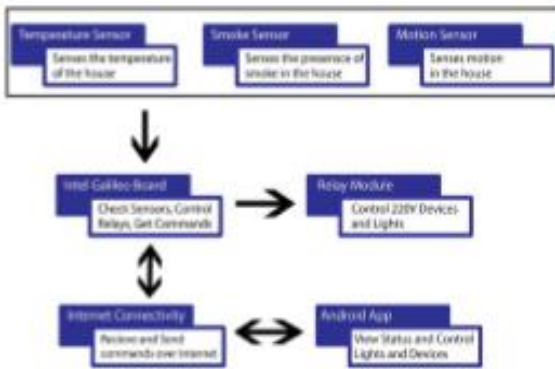 Temperature Sensor
Senses the temperature
of the house
Smoke Sensor
Senses the presence of
smoke in the house
Motion Sensor
Senses motion
in the house
Intel Galileo Board
Check Sensors, Control
Relays, Get Commands
Relay Module
Control 220V Devices
and Lights
Internet Connectivity
Recieve and Send
commands over Internet
Android App
View Status and Control
Lights and Devices